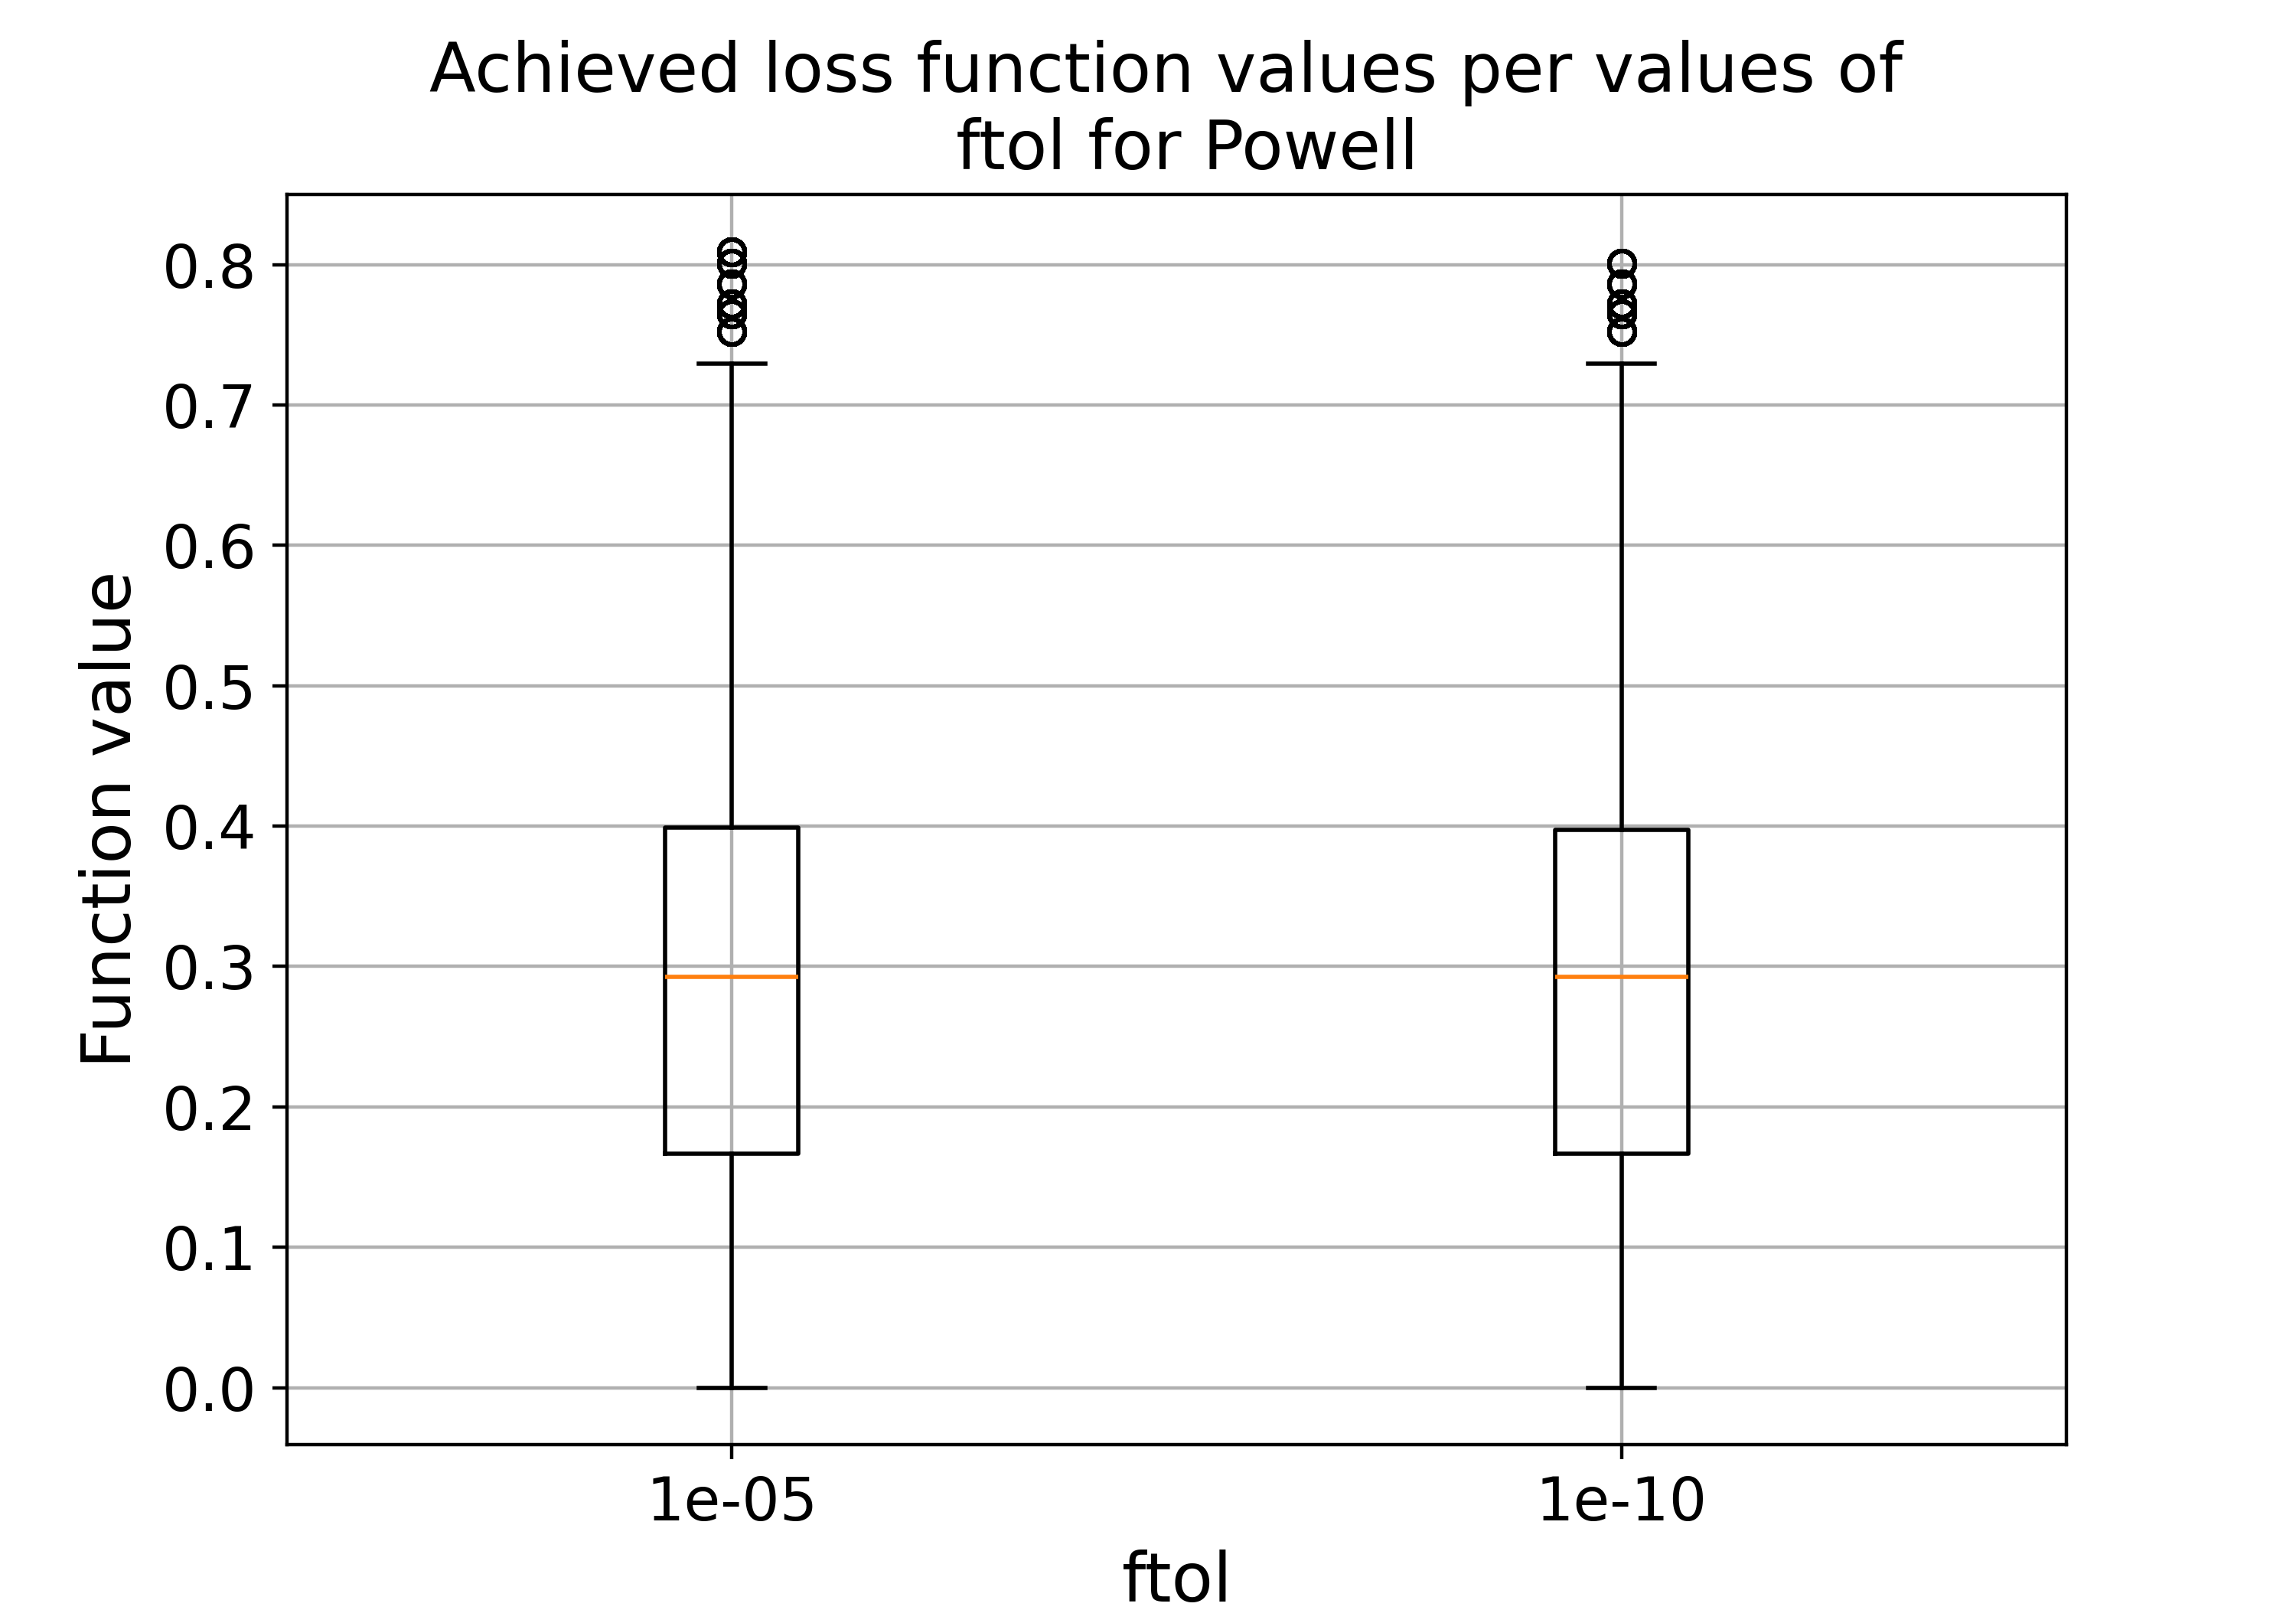 Achieved loss function values per values of
ftol for Powell
Function value
0.8
0.7
0.6
0.5
0.4
0.3
0.2
0.1
0.0
1e-05
1e-10
ftol